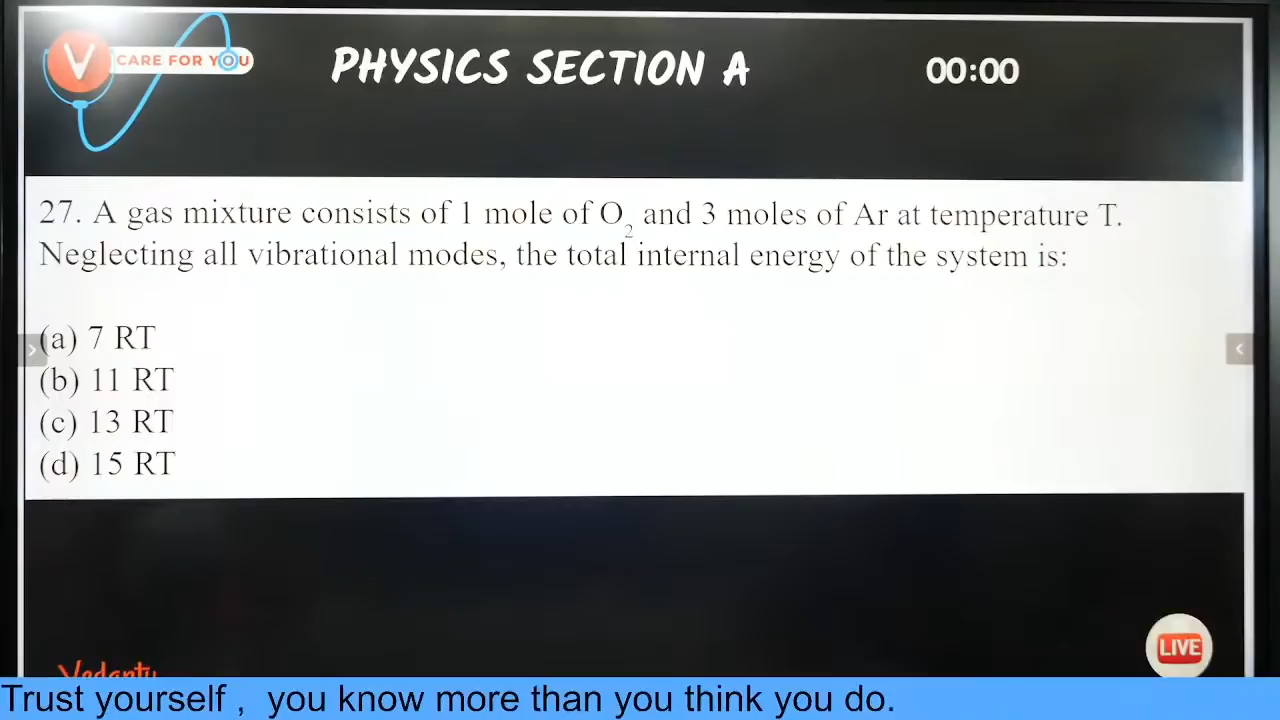 V CARE FOR YOU
PHYSICS SECTION A
00:00
27. A gas mixture consists of 1 mole of O2 and 3 moles of Ar at temperature T.
Neglecting all vibrational modes, the total internal energy of the system is:
(a) 7 RT
(b) 11 RT
(c) 13 RT
(d) 15 RT
LIVE
Trust yourself , you know more than you think you do.